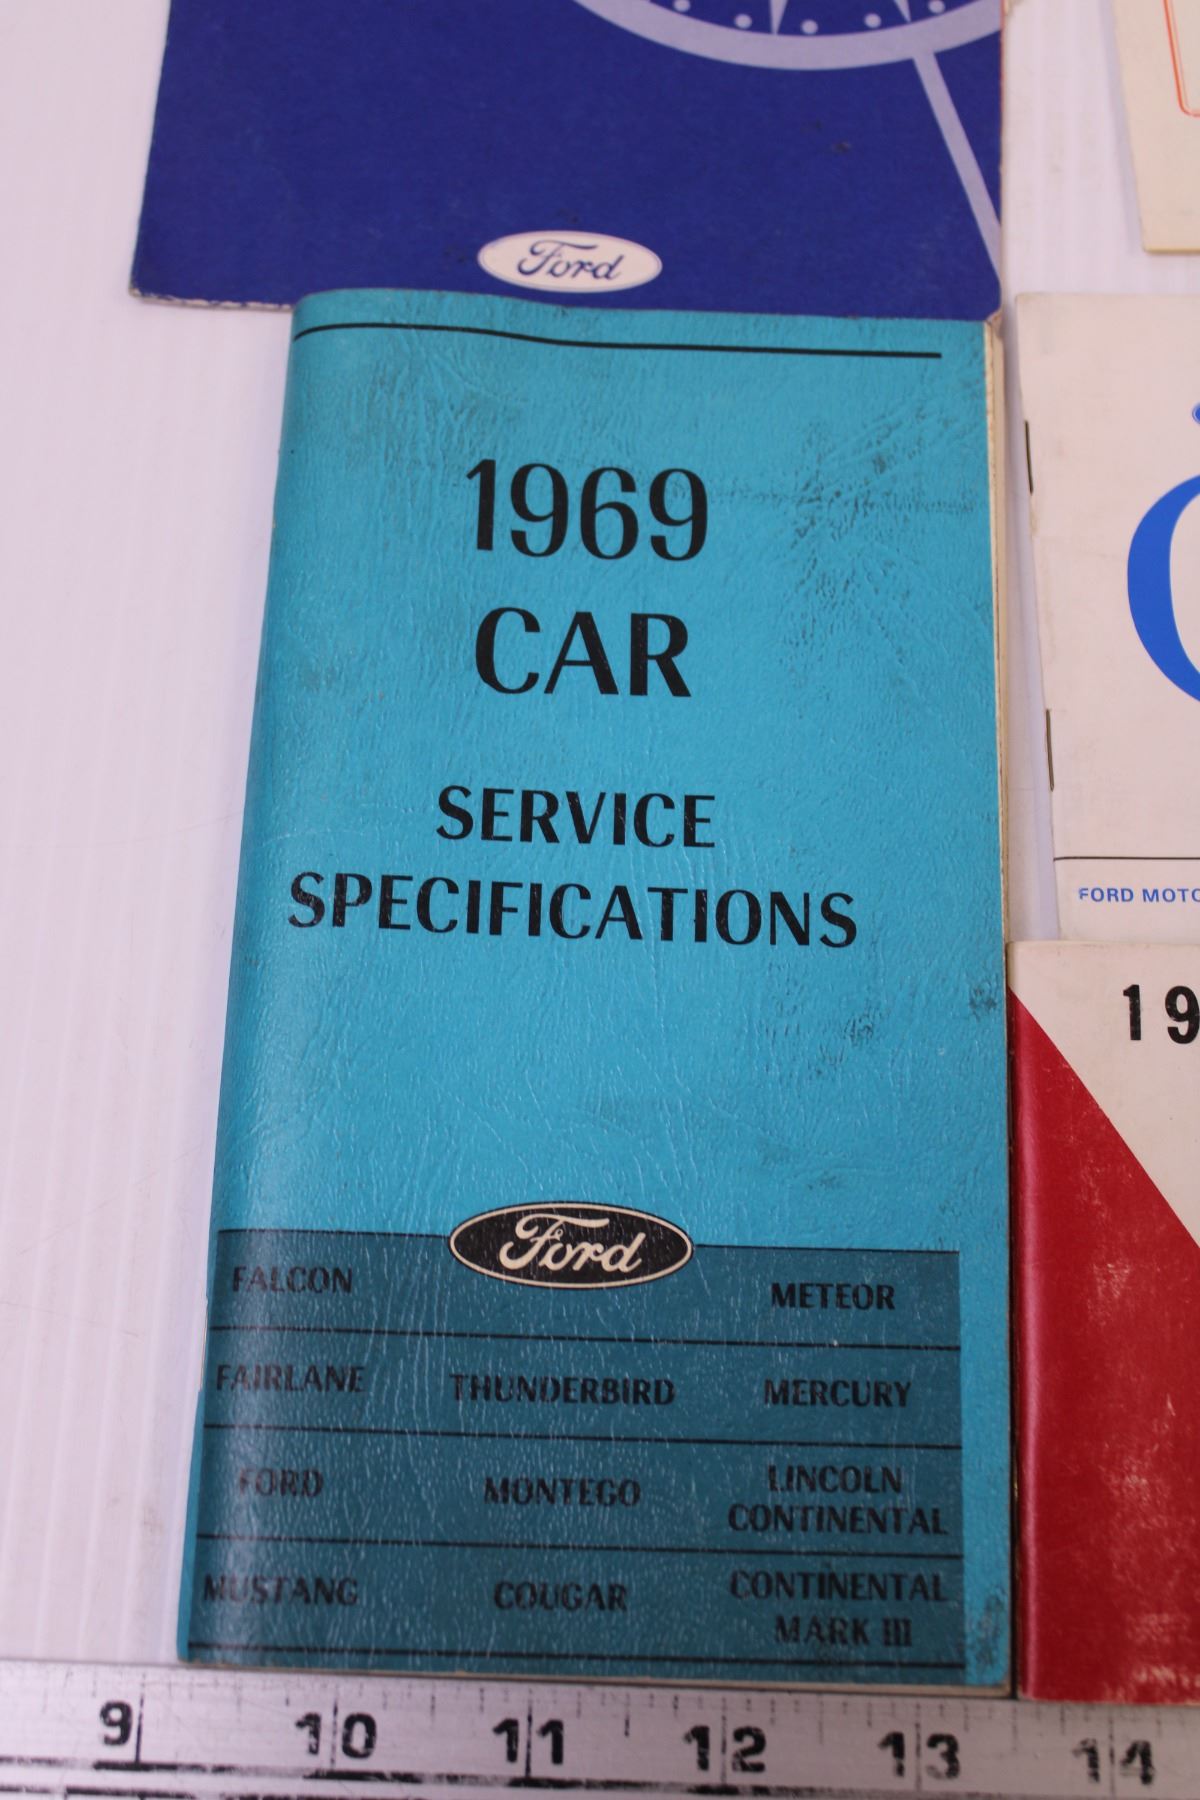 Ford
1969
CAR
SERVICE
SPECIFICATIONS
Ford
FALCON METEOR
FAIRLANE THUNDERBIRD MERCURY
FORD MONTEGO LINCOLN CONTINENTAL
MUSTANG COUGAR CONTINENTAL MARK III
FORD MOTO
19
9 10 11 12 13 14